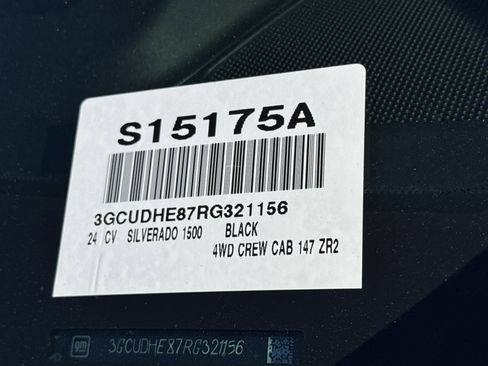 S15175A
3GCUDHE87RG321156
24 CV SILVERADO 1500 BLACK
4WD CREW CAB 147 ZR2
gm 3GCUDHE87RG321156